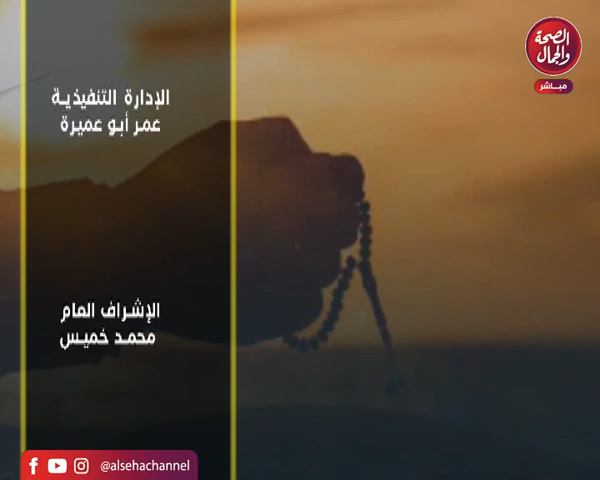 الصحة
والجمال
مباشر
الإدارة التنفيذية
عمر أبو عميرة
الإشراف العام
محمد خميس
@alsehachannel